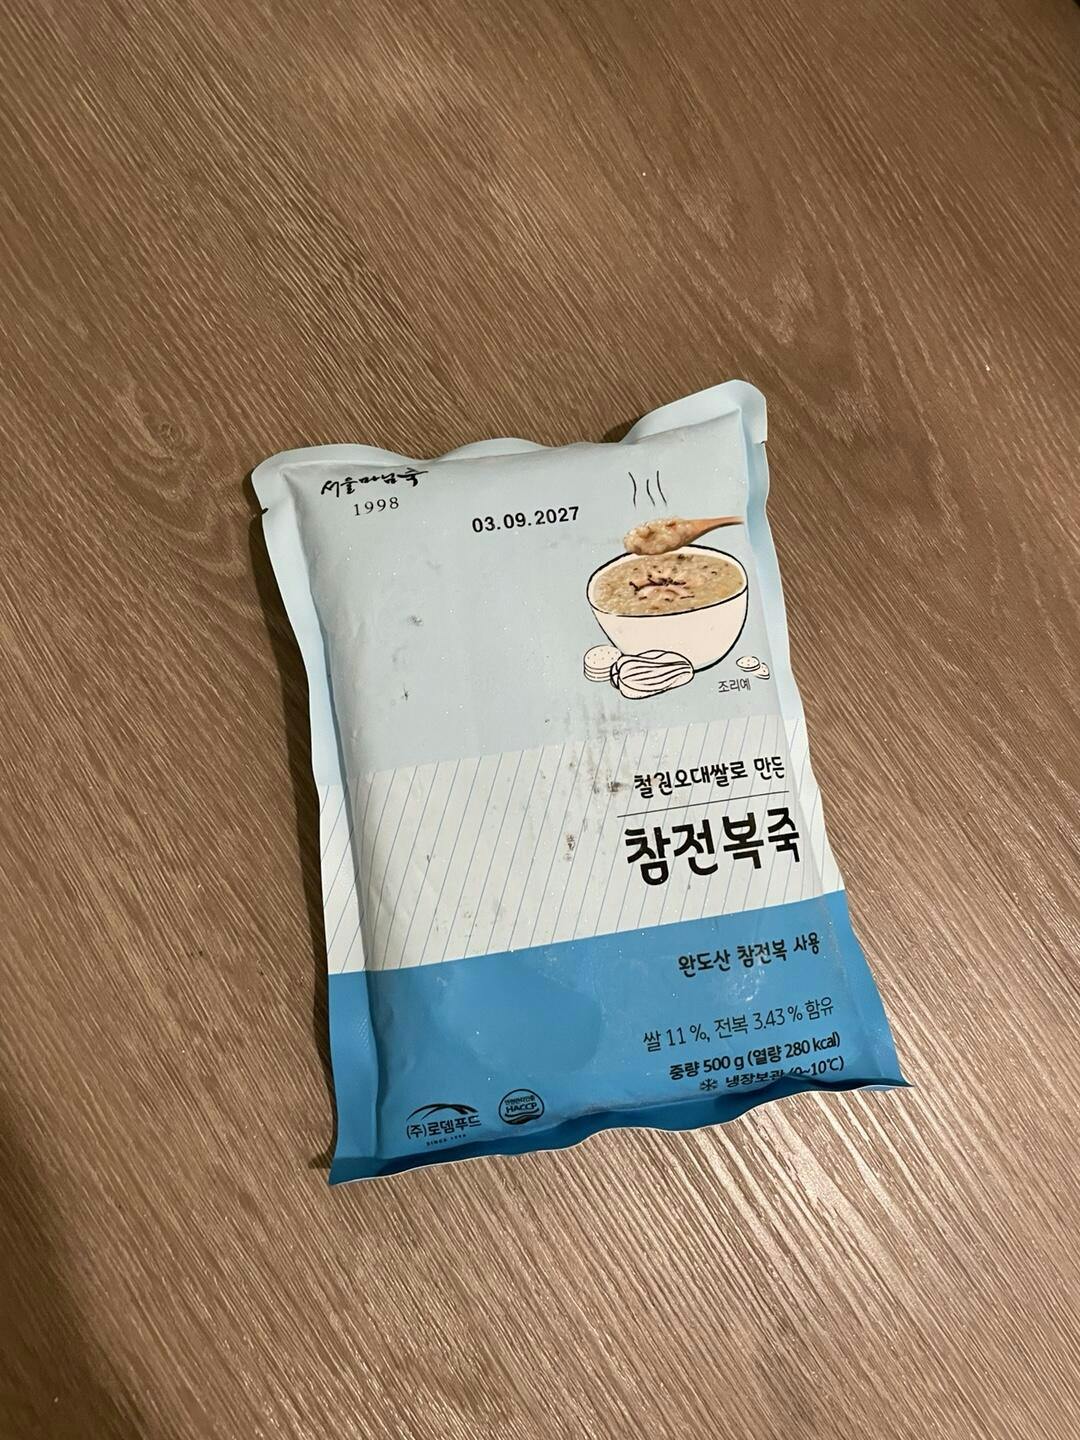 서울마님죽
1998
03.09.2027
조리예
철원오대쌀로 만든
참전복죽
완도산 참전복 사용
쌀 11 %, 전복 3.43 % 함유
중량 500 g (열량 280 kcal)
냉장보관 (0~10℃)
HACCP
(주)로뎀푸드
SINCE 1998